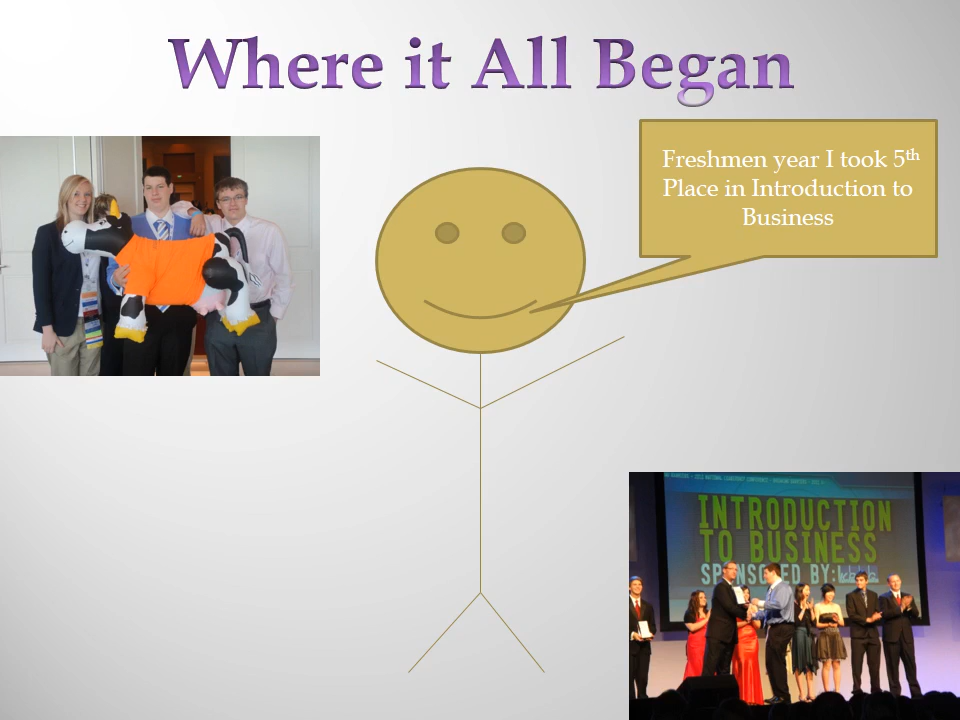 Where it All Began
Freshmen year I took 5th
Place in Introduction to
Business
INTRODUCTION
TO BUSINESS
SPONSORED BY: